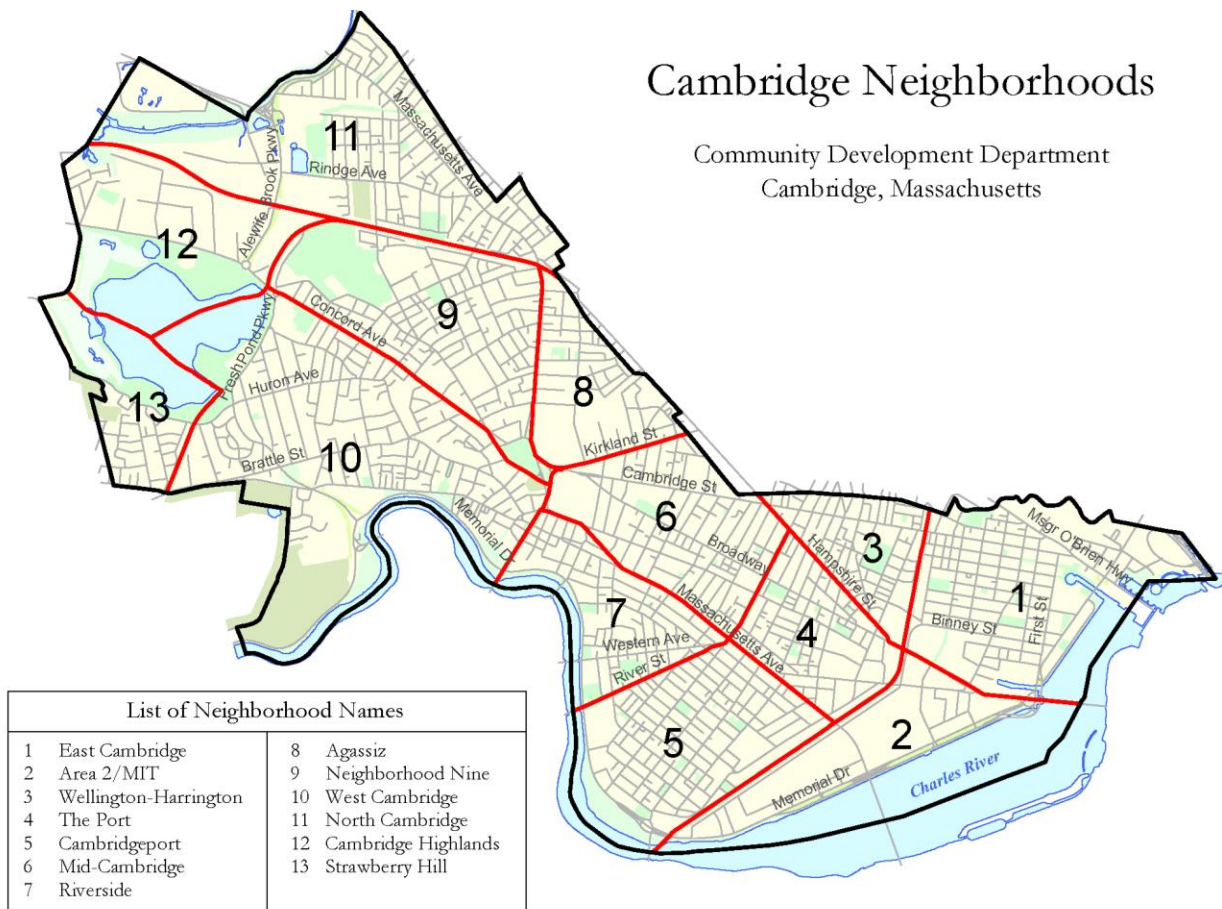 Cambridge Neighborhoods
Community Development Department
Cambridge, Massachusetts
11
Massachusetts Ave
Rindge Ave
Alewife Brook Pkwy
12
9
Concord Ave
Fresh Pond Pkwy
8
Huron Ave
13
10
Brattle St
Kirkland St
Cambridge St
6
Memorial Dr
Broadway
Hampshire St
3
Msgr O'Brien Hwy
1
First St
Binney St
7
Massachusetts Ave
4
Western Ave
River St
5
2
Memorial Dr
Charles River
List of Neighborhood Names
1 East Cambridge
2 Area 2/MIT
3 Wellington-Harrington
4 The Port
5 Cambridgeport
6 Mid-Cambridge
7 Riverside
8 Agassiz
9 Neighborhood Nine
10 West Cambridge
11 North Cambridge
12 Cambridge Highlands
13 Strawberry Hill